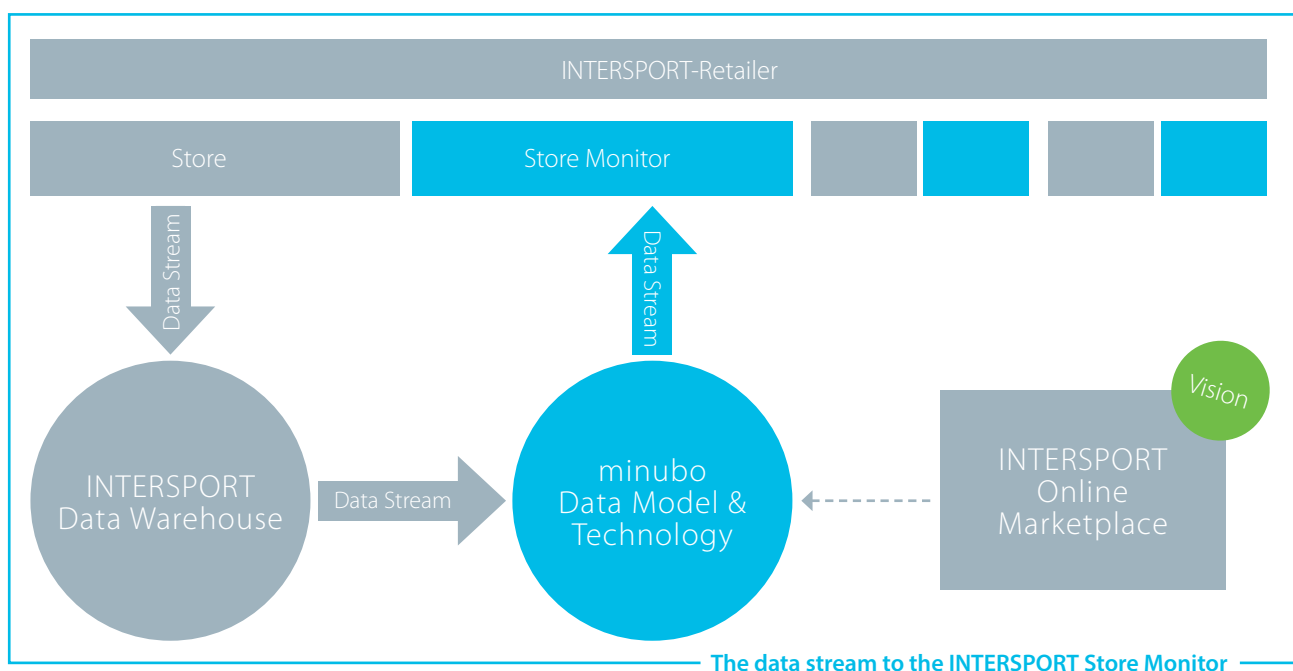 INTERSPORT-Retailer
Store
Store Monitor
Data Stream
Data Stream
INTERSPORT
Data Warehouse
Data Stream
minubo
Data Model &
Technology
Vision
INTERSPORT
Online
Marketplace
The data stream to the INTERSPORT Store Monitor